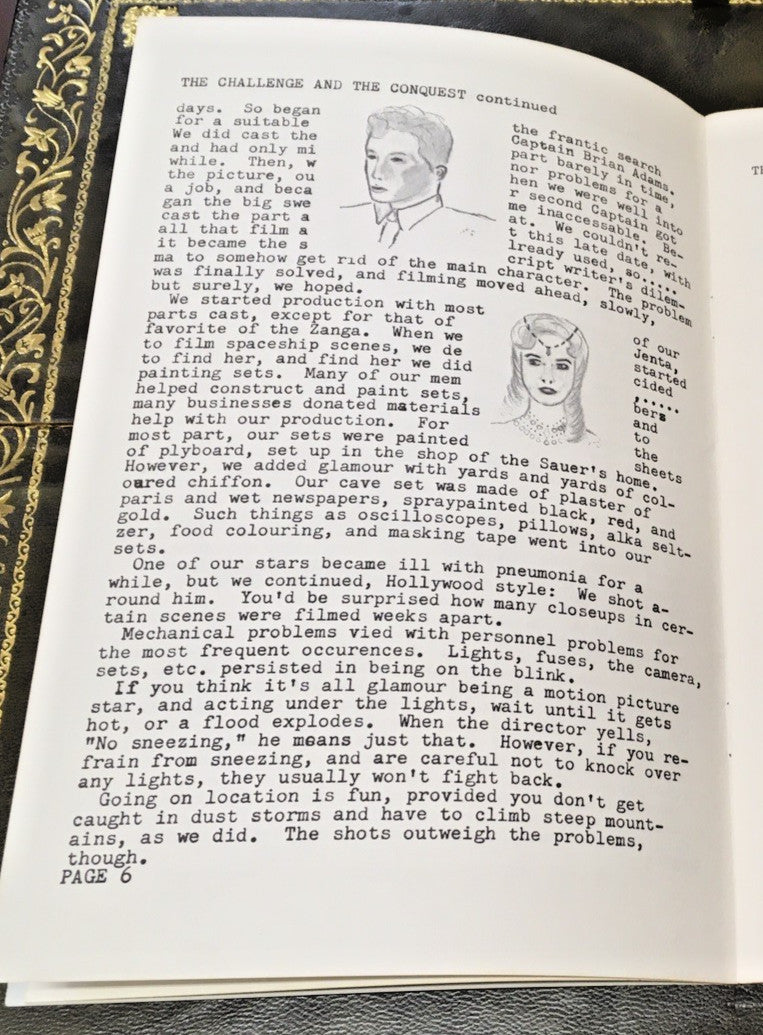 THE CHALLENGE AND THE CONQUEST continued
days. So began the frantic search
for a suitable Captain Brian Adams.
We did cast the part barely in time,
and had only mi nor problems for a
while. Then, w hen we were well into
the picture, ou r second Captain got
a job, and beca me inaccessable. Be-
gan the big swe at. We couldn't re-
cast the part a t this late date, with
all that film a lready used, so.....
it became the s cript writer's dilem-
ma to somehow get rid of the main character. The problem
was finally solved, and filming moved ahead, slowly,
but surely, we hoped.
We started production with most of our
parts cast, except for that of Jenta,
favorite of the Zanga. When we started
to film spaceship scenes, we de cided
to find her, and find her we did ,.....
painting sets. Many of our mem bers
helped construct and paint sets, and
many businesses donated materials to
help with our production. For the
most part, our sets were painted sheets
of plyboard, set up in the shop of the Sauer's home.
However, we added glamour with yards and yards of col-
oured chiffon. Our cave set was made of plaster of
paris and wet newspapers, spraypainted black, red, and
gold. Such things as oscilloscopes, pillows, alka selt-
zer, food colouring, and masking tape went into our
sets.
One of our stars became ill with pneumonia for a
while, but we continued, Hollywood style: We shot a-
round him. You'd be surprised how many closeups in cer-
tain scenes were filmed weeks apart.
Mechanical problems vied with personnel problems for
the most frequent occurences. Lights, fuses, the camera,
sets, etc. persisted in being on the blink.
If you think it's all glamour being a motion picture
star, and acting under the lights, wait until it gets
hot, or a flood explodes. When the director yells,
"No sneezing," he means just that. However, if you re-
frain from sneezing, and are careful not to knock over
any lights, they usually won't fight back.
Going on location is fun, provided you don't get
caught in dust storms and have to climb steep mount-
ains, as we did. The shots outweigh the problems,
though.
PAGE 6